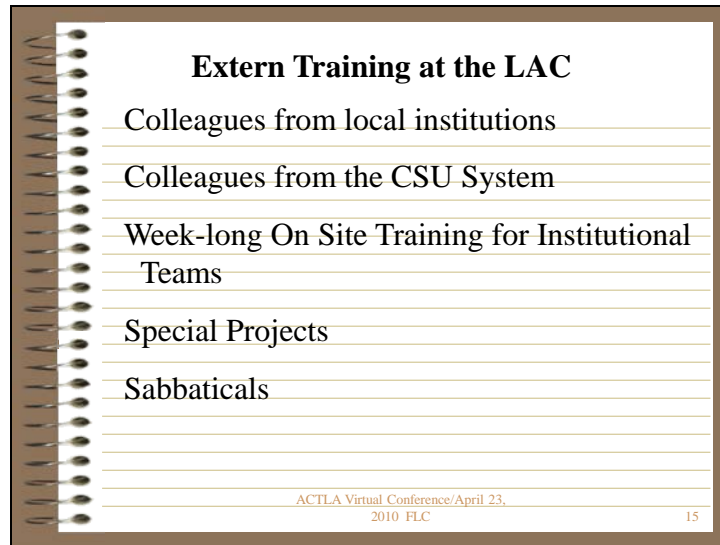 Extern Training at the LAC
Colleagues from local institutions
Colleagues from the CSU System
Week-long On Site Training for Institutional
Teams
Special Projects
Sabbaticals
ACTLA Virtual Conference/April 23,
2010 FLC
15